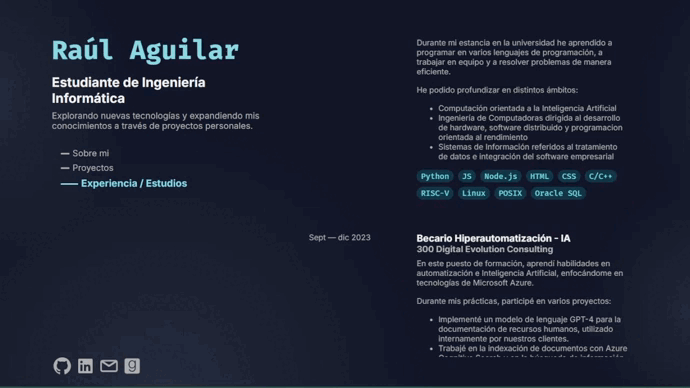 Raúl Aguilar
Estudiante de Ingeniería
Informática
Explorando nuevas tecnologías y expandiendo mis
conocimientos a través de proyectos personales.
Sobre mi
Proyectos
Experiencia / Estudios
Durante mi estancia en la universidad he aprendido a
programar en varios lenguajes de programación, a
trabajar en equipo y a resolver problemas de manera
eficiente.
He podido profundizar en distintos ámbitos:
• Computación orientada a la Inteligencia Artificial
• Ingeniería de Computadoras dirigida al desarrollo
de hardware, software distribuido y programacion
orientada al rendimiento
• Sistemas de Información referidos al tratamiento
de datos e integración del software empresarial
Python JS Node.js HTML CSS C/C++
RISC-V Linux POSIX Oracle SQL
Sept — dic 2023
Becario Hiperautomatización - IA
300 Digital Evolution Consulting
En este puesto de formación, aprendí habilidades en
automatización e Inteligencia Artificial, enfocándome en
tecnologías de Microsoft Azure.
Durante mis prácticas, participé en varios proyectos:
• Implementé un modelo de lenguaje GPT-4 para la
documentación de recursos humanos, utilizado
internamente por nuestros clientes.
• Trabajé en la indexación de documentos con Azure